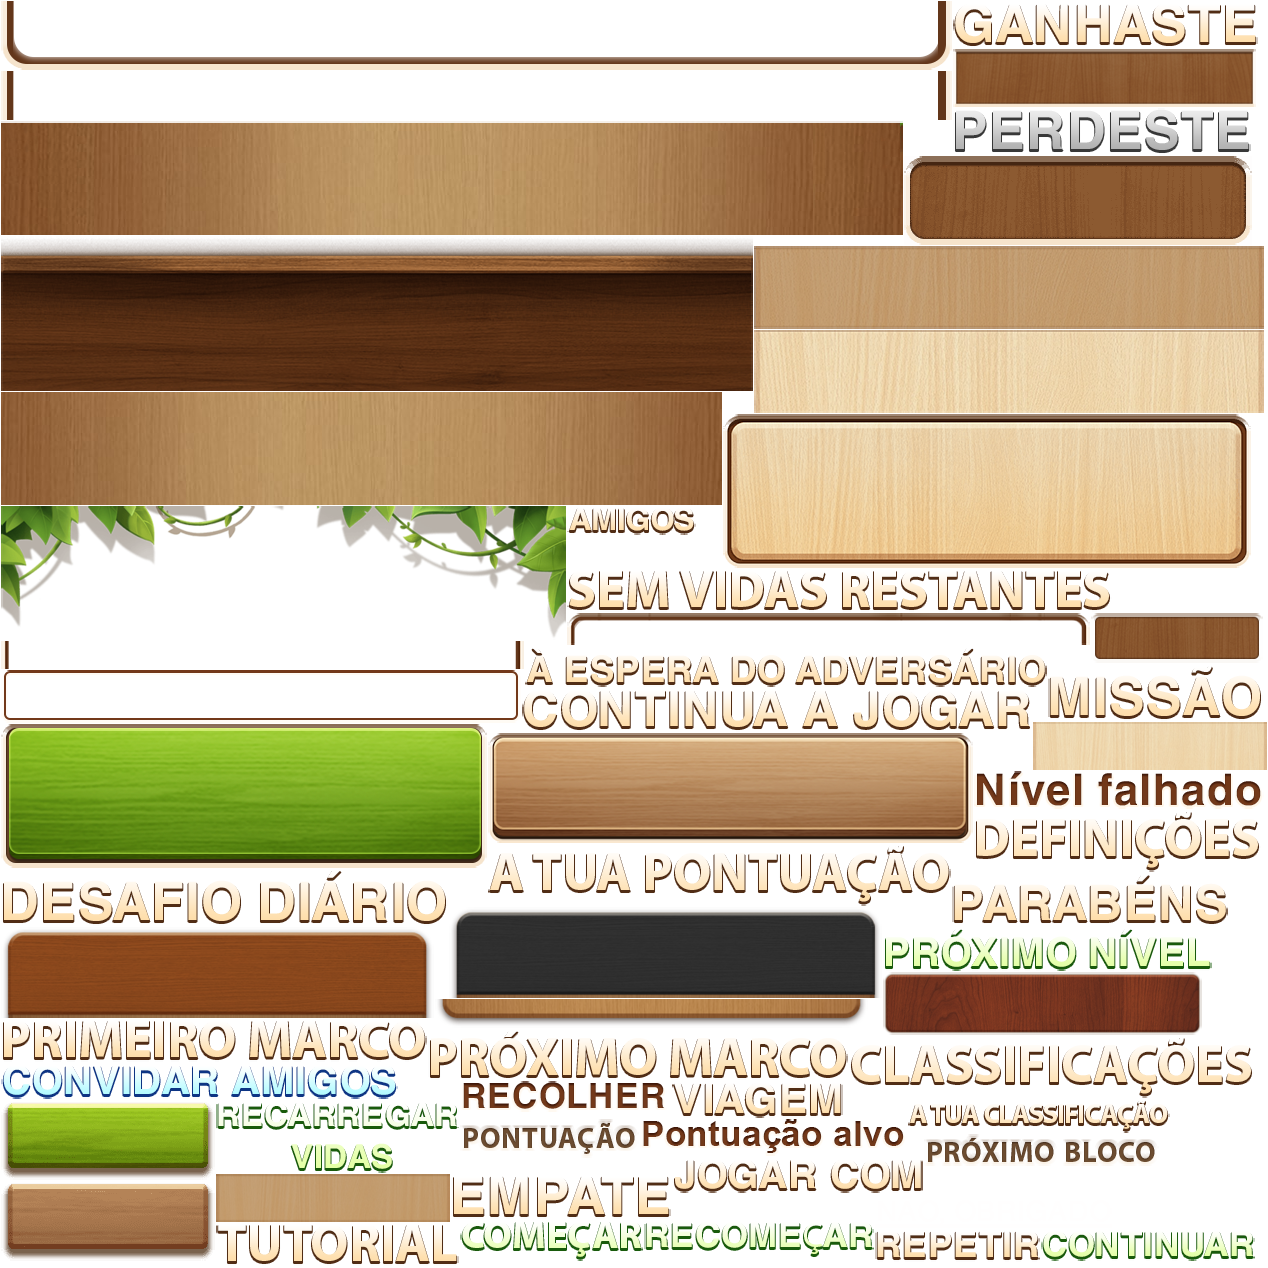 GANHASTE
PERDESTE
AMIGOS
SEM VIDAS RESTANTES
À ESPERA DO ADVERSÁRIO
CONTINUA A JOGAR
MISSÃO
Nível falhado
DEFINIÇÕES
A TUA PONTUAÇÃO
DESAFIO DIÁRIO
PARABÉNS
PRÓXIMO NÍVEL
PRIMEIRO MARCO
PRÓXIMO MARCO
CLASSIFICAÇÕES
CONVIDAR AMIGOS
RECOLHER
VIAGEM
RECARREGAR
VIDAS
A TUA CLASSIFICAÇÃO
PONTUAÇÃO
Pontuação alvo
PRÓXIMO BLOCO
JOGAR COM
EMPATE
TUTORIAL
COMEÇAR
RECOMEÇAR
REPETIR
CONTINUAR